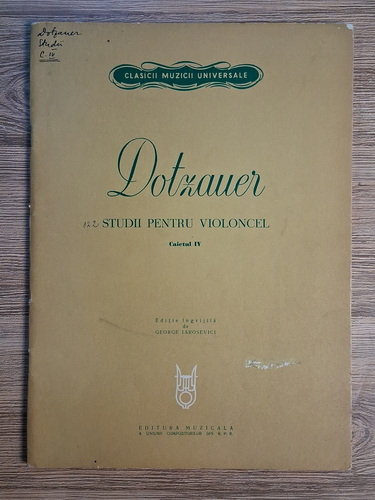 Dotzauer
Studii
C. IV
CLASICII MUZICII UNIVERSALE
Dotzauer
STUDII PENTRU VIOLONCEL
Caietul IV
Ediție îngrijită
de
GEORGE IAROSEVICI
EDITURA MUZICALĂ
A UNIUNII COMPOZITORILOR DIN R.P.R.